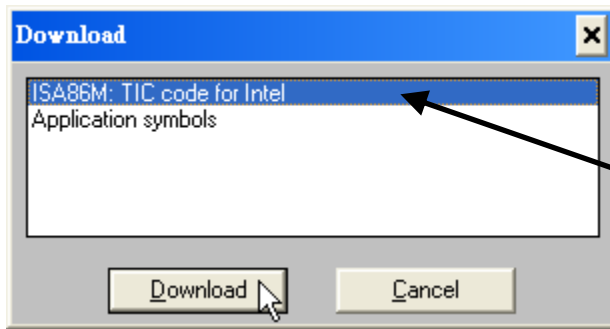 Download
ISA86M: TIC code for Intel
Application symbols
Download
Cancel